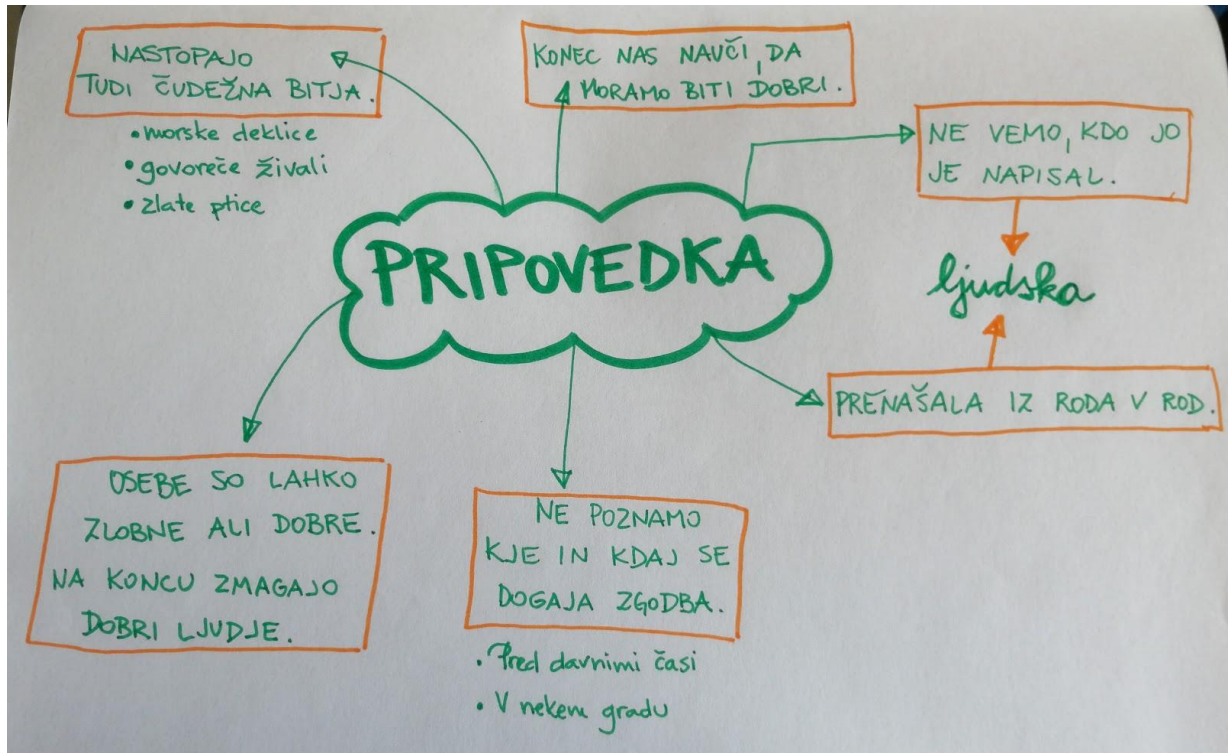 NASTOPAJO
TUDI ČUDEŽNA BITJA.
• morske deklice
• govoreče živali
• zlate ptice
KONEC NAS NAUČI, DA
MORAMO BITI DOBRI.
NE VEMO, KDO JO
JE NAPISAL.
ljudska
PRENAŠALA IZ RODA V ROD.
PRIPOVEDKA
OSEBE SO LAHKO
ZLOBNE ALI DOBRE.
NA KONCU ZMAGAJO
DOBRI LJUDJE.
NE POZNAMO
KJE IN KDAJ SE
DOGAJA ZGODBA.
• Pred davnimi časi
• V nekem gradu